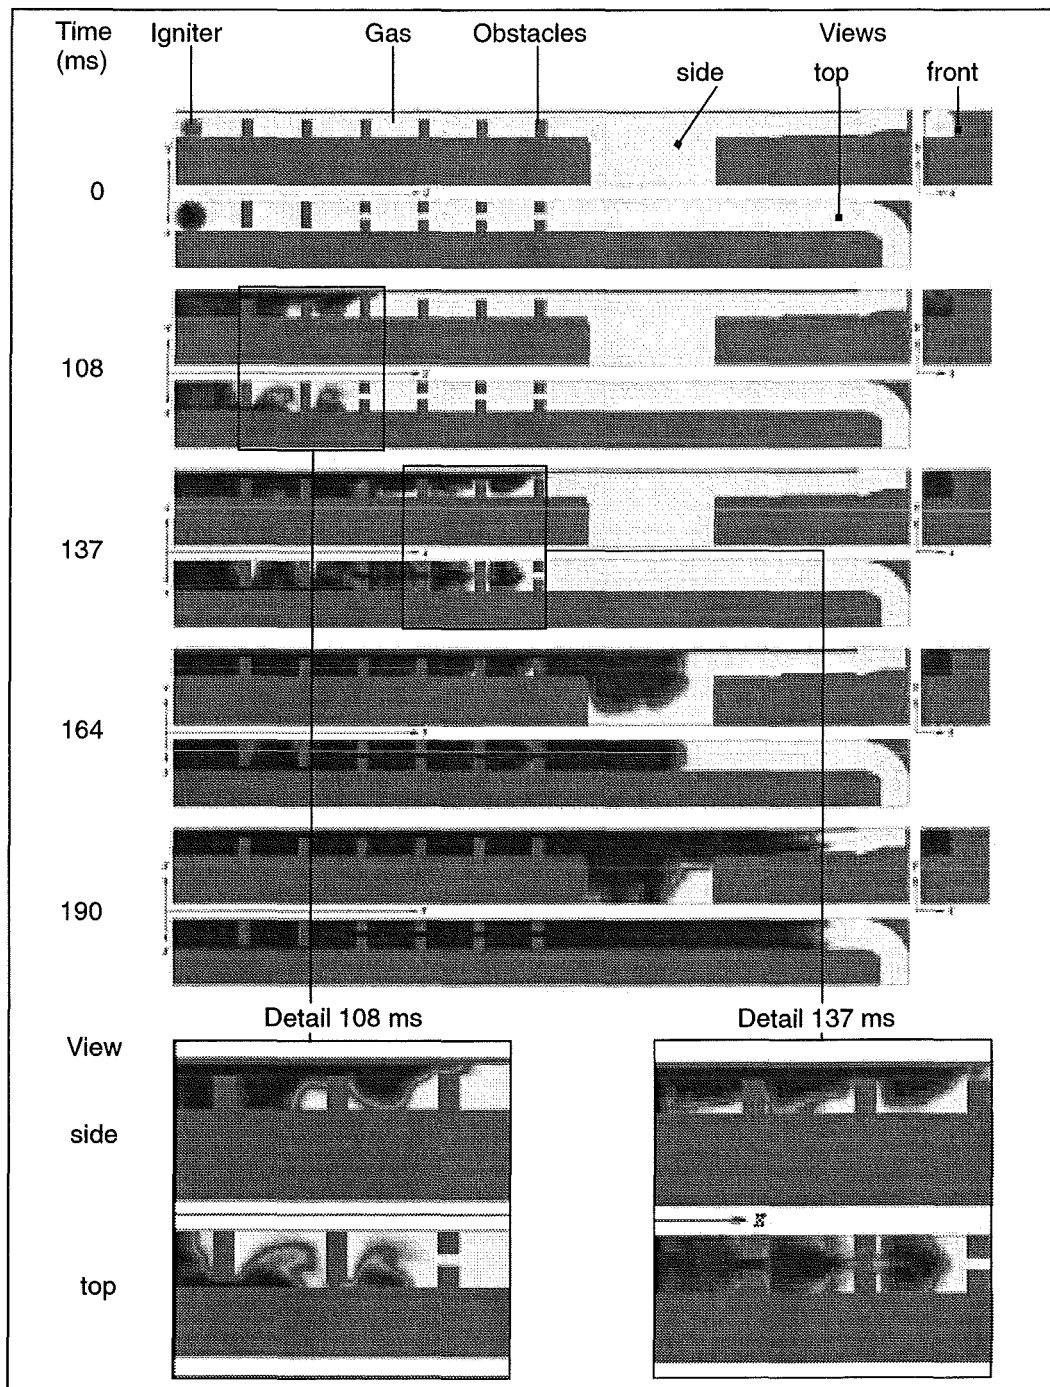 Time Igniter Gas Obstacles Views
(ms)
side top front
0
108
137
164
190
Detail 108 ms Detail 137 ms
View
side
X
top